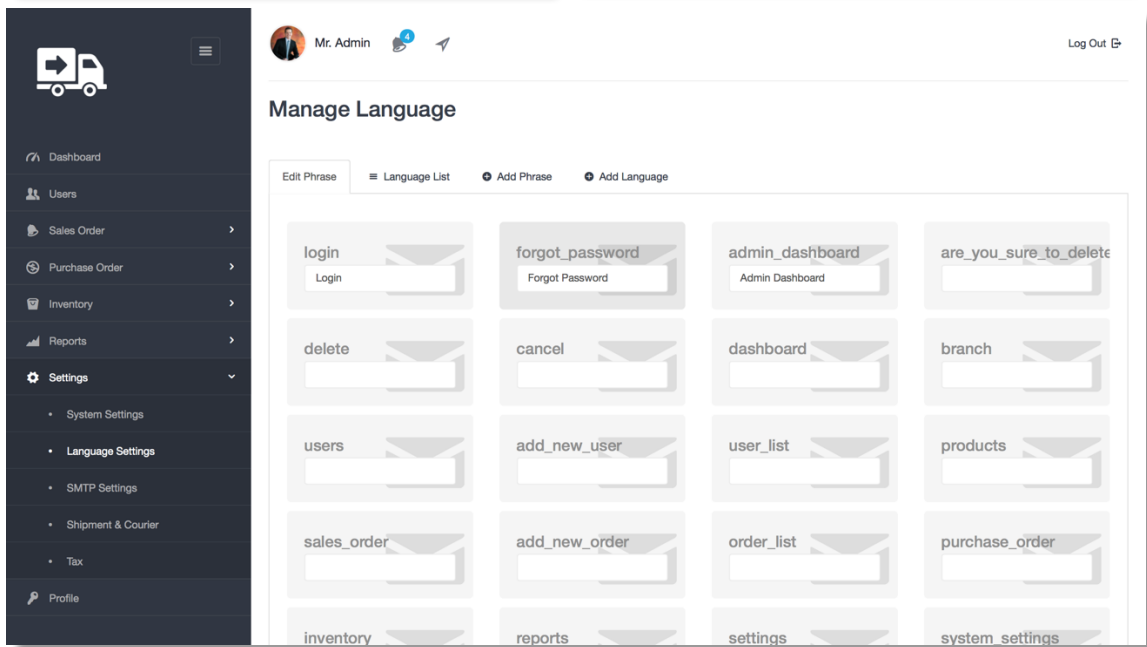 Mr. Admin
4
Log Out
Manage Language
Dashboard
Users
Sales Order
Purchase Order
Inventory
Reports
Settings
System Settings
Language Settings
SMTP Settings
Shipment & Courier
Tax
Profile
Edit Phrase
Language List
Add Phrase
Add Language
login
forgot_password
admin_dashboard
are_you_sure_to_delete
Login
Forgot Password
Admin Dashboard
delete
cancel
dashboard
branch
users
add_new_user
user_list
products
sales_order
add_new_order
order_list
purchase_order
inventory
reports
settings
system_settings